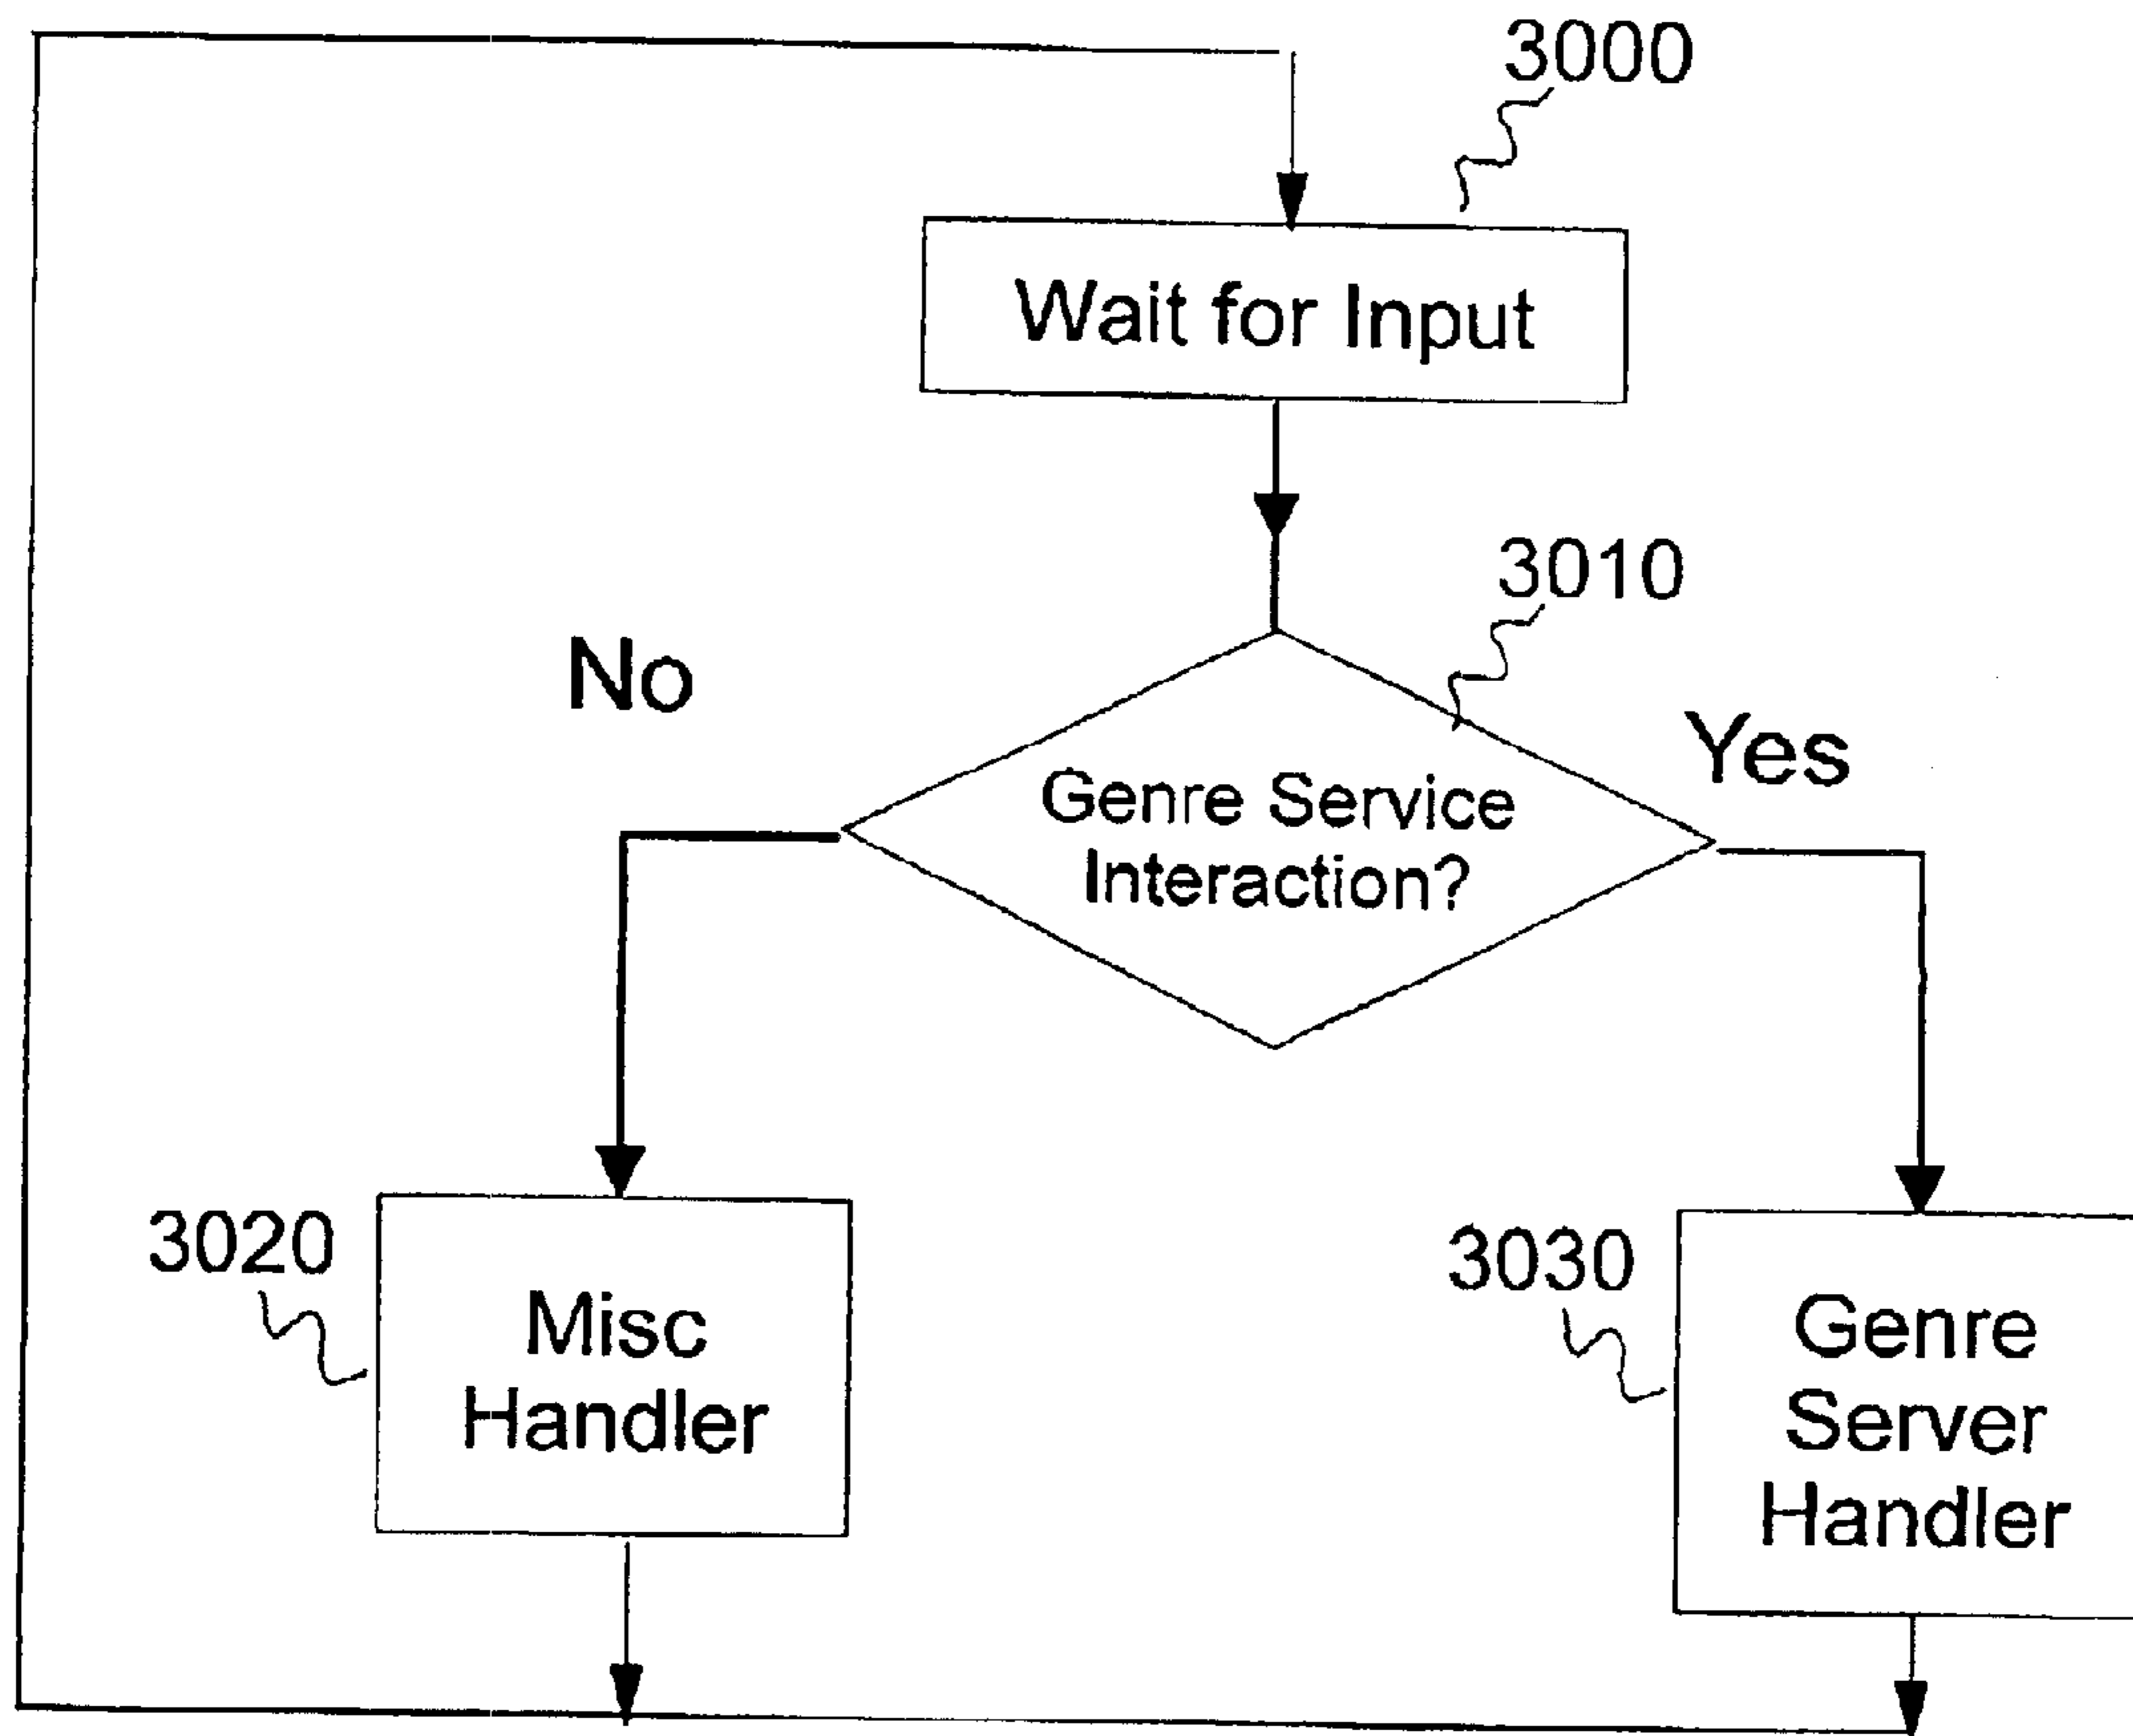 3000
Wait for Input
3010
No
Yes
Genre Service
Interaction?
3020
Misc
Handler
3030
Genre
Server
Handler